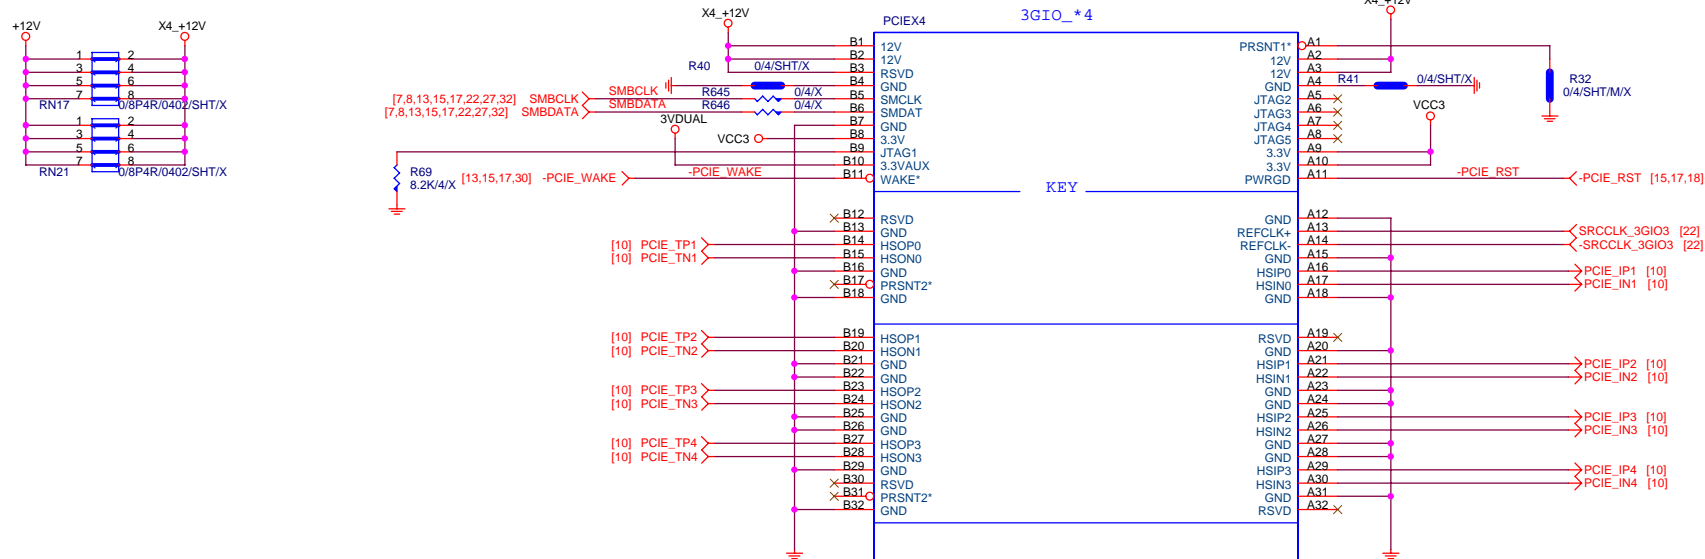 +12V
X4_+12V
1 2
3 4
5 6
7 8
RN17 0/8P4R/0402/SHT/X
1 2
3 4
5 6
7 8
RN21 0/8P4R/0402/SHT/X
X4_+12V
PCIEX4
3GIO_*4
X4_+12V
R40 0/4/SHT/X
[7,8,13,15,17,22,27,32] SMBCLK SMBCLK R645 0/4/X
[7,8,13,15,17,22,27,32] SMBDATA SMBDATA R646 0/4/X
3VDUAL
VCC3
R69
8.2K/4/X
[13,15,17,30] -PCIE_WAKE -PCIE_WAKE
B1 12V
B2 12V
B3 RSVD
B4 GND
B5 SMCLK
B6 SMDAT
B7 GND
B8 3.3V
B9 JTAG1
B10 3.3VAUX
B11 WAKE*
KEY
B12 RSVD
B13 GND
[10] PCIE_TP1 B14 HSOP0
[10] PCIE_TN1 B15 HSON0
B16 GND
B17 PRSNT2*
B18 GND
[10] PCIE_TP2 B19 HSOP1
[10] PCIE_TN2 B20 HSON1
B21 GND
B22 GND
[10] PCIE_TP3 B23 HSOP2
[10] PCIE_TN3 B24 HSON2
B25 GND
B26 GND
[10] PCIE_TP4 B27 HSOP3
[10] PCIE_TN4 B28 HSON3
B29 GND
B30 RSVD
B31 PRSNT2*
B32 GND
PRSNT1* A1
12V A2
12V A3
GND A4
JTAG2 A5
JTAG3 A6
JTAG4 A7
JTAG5 A8
3.3V A9
3.3V A10
PWRGD A11 -PCIE_RST -PCIE_RST [15,17,18]
R41 0/4/SHT/X
VCC3
R32
0/4/SHT/M/X
GND A12
REFCLK+ A13 SRCCLK_3GIO3 [22]
REFCLK- A14 -SRCCLK_3GIO3 [22]
GND A15
HSIP0 A16 PCIE_IP1 [10]
HSIN0 A17 PCIE_IN1 [10]
GND A18
RSVD A19
GND A20
HSIP1 A21 PCIE_IP2 [10]
HSIN1 A22 PCIE_IN2 [10]
GND A23
GND A24
HSIP2 A25 PCIE_IP3 [10]
HSIN2 A26 PCIE_IN3 [10]
GND A27
GND A28
HSIP3 A29 PCIE_IP4 [10]
HSIN3 A30 PCIE_IN4 [10]
GND A31
RSVD A32